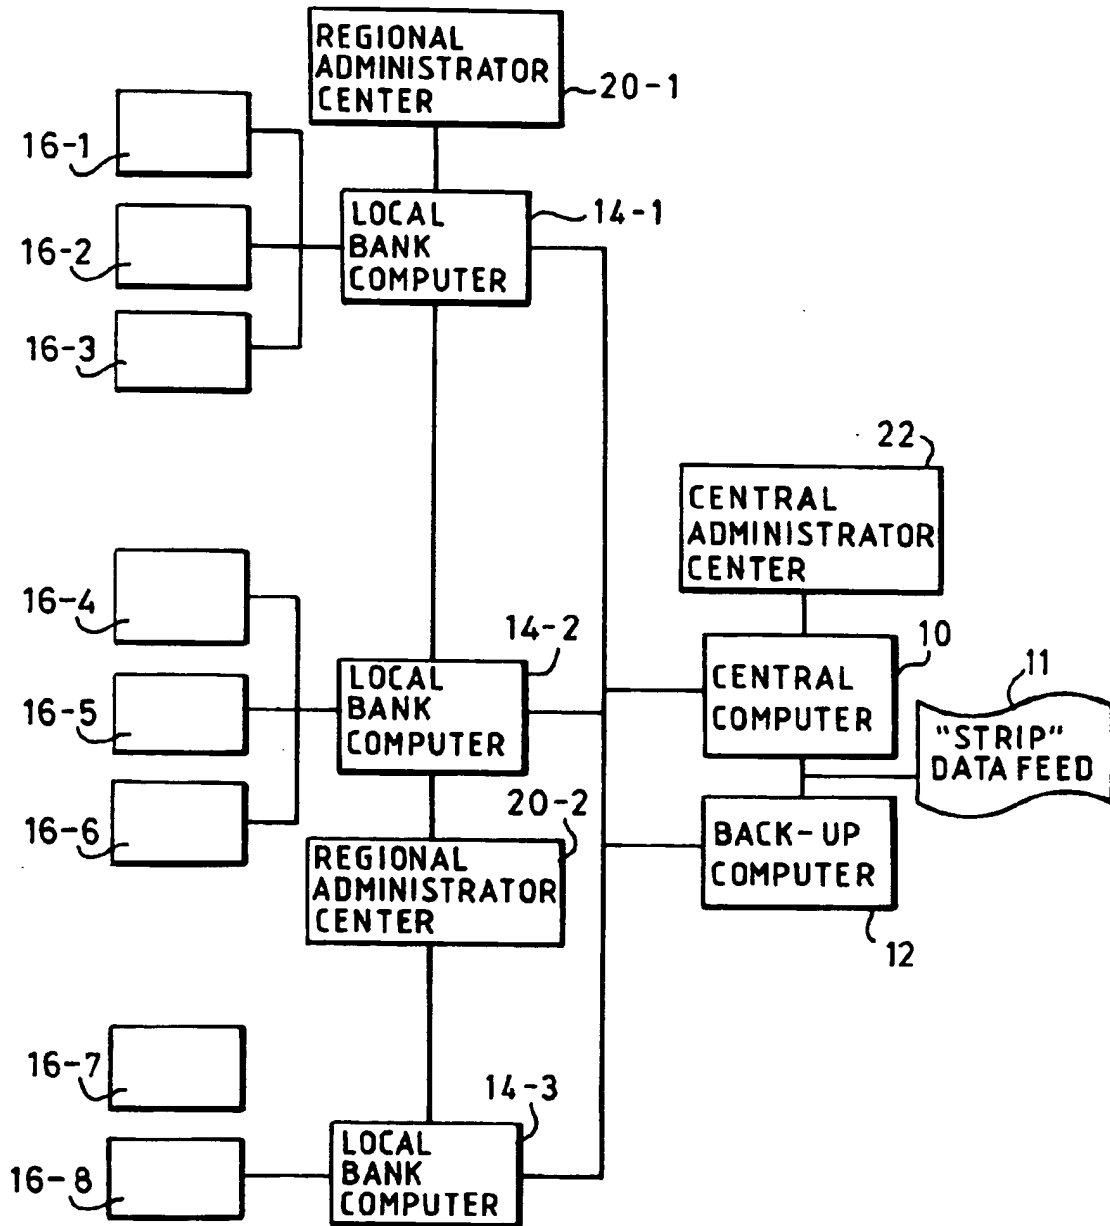 REGIONAL
ADMINISTRATOR
CENTER
20-1
16-1
LOCAL
BANK
COMPUTER
14-1
16-2
16-3
22
CENTRAL
ADMINISTRATOR
CENTER
16-4
14-2
10
LOCAL
BANK
COMPUTER
CENTRAL
COMPUTER
11
"STRIP"
DATA FEED
16-5
16-6
20-2
REGIONAL
ADMINISTRATOR
CENTER
BACK-UP
COMPUTER
12
16-7
14-3
LOCAL
BANK
COMPUTER
16-8